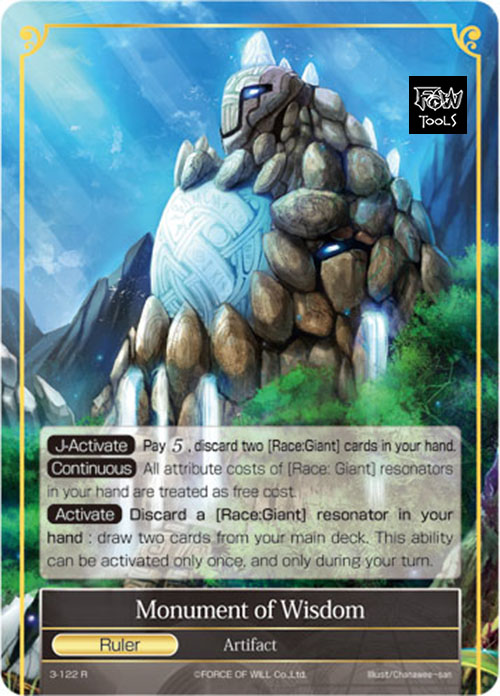 FOW
TOOLS
J-Activate Pay 5, discard two [Race:Giant] cards in your hand.
Continuous All attribute costs of [Race: Giant] resonators
in your hand are treated as free cost.
Activate Discard a [Race:Giant] resonator in your
hand : draw two cards from your main deck. This ability
can be activated only once, and only during your turn.
Monument of Wisdom
Ruler Artifact
3-122 R ©FORCE OF WILL Co.,Ltd. Illust/Chanawee-san